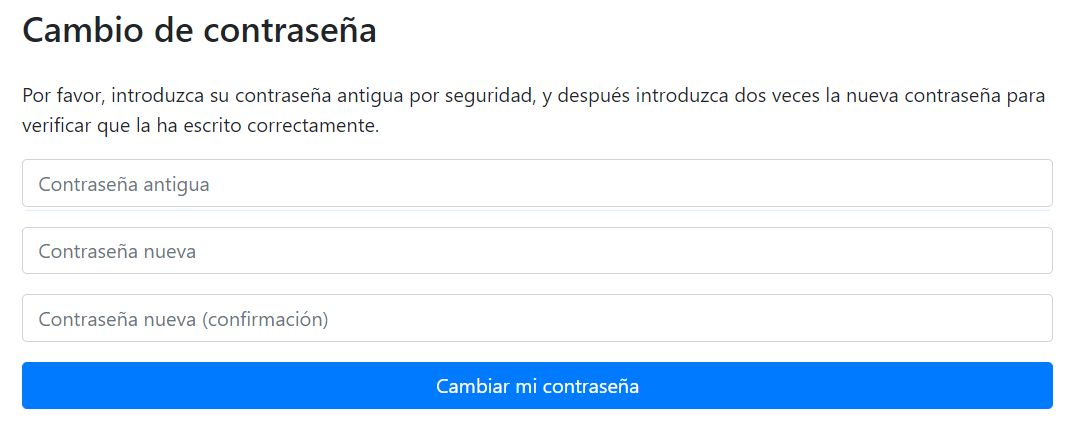 Cambio de contraseña
Por favor, introduzca su contraseña antigua por seguridad, y después introduzca dos veces la nueva contraseña para
verificar que la ha escrito correctamente.
Contraseña antigua
Contraseña nueva
Contraseña nueva (confirmación)
Cambiar mi contraseña